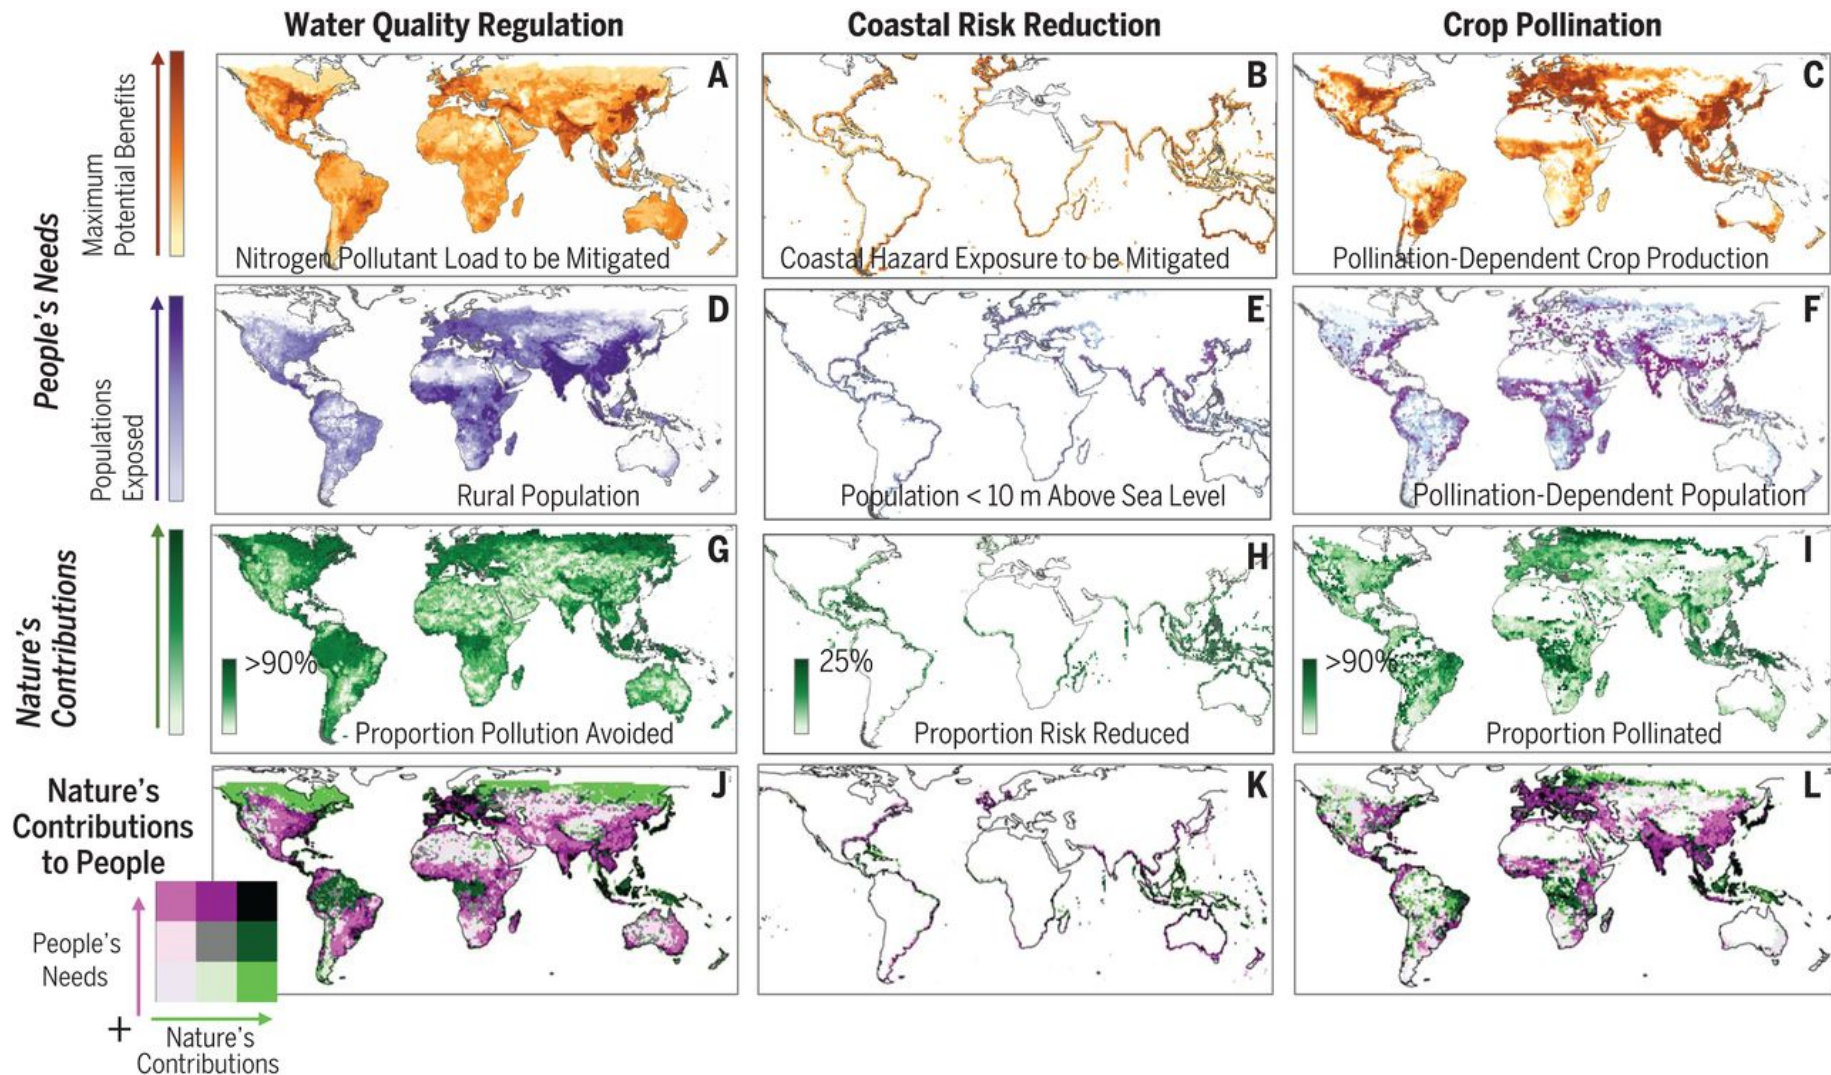 Water Quality Regulation
Coastal Risk Reduction
Crop Pollination
People's Needs
Maximum
Potential Benefits
A
Nitrogen Pollutant Load to be Mitigated
B
Coastal Hazard Exposure to be Mitigated
C
Pollination-Dependent Crop Production
Populations
Exposed
D
Rural Population
E
Population < 10 m Above Sea Level
F
Pollination-Dependent Population
Nature's
Contributions
G
>90%
Proportion Pollution Avoided
H
25%
Proportion Risk Reduced
I
>90%
Proportion Pollinated
Nature's
Contributions
to People
J
K
L
People's
Needs
+
Nature's
Contributions